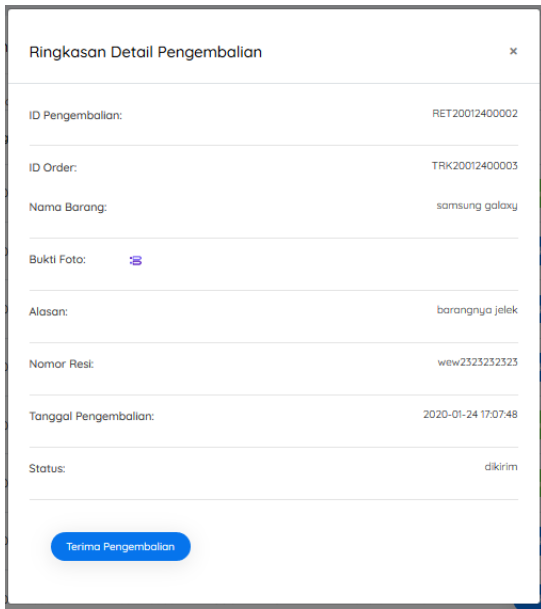 Ringkasan Detail Pengembalian ×
ID Pengembalian: RET20012400002
ID Order: TRK20012400003
Nama Barang: samsung galaxy
Bukti Foto:
Alasan: barangnya jelek
Nomor Resi: wew2323232323
Tanggal Pengembalian: 2020-01-24 17:07:48
Status: dikirim
Terima Pengembalian